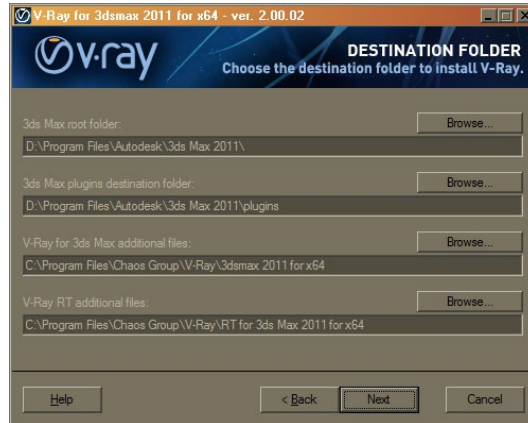 V-Ray for 3dsmax 2011 for x64 - ver. 2.00.02
v·ray
DESTINATION FOLDER
Choose the destination folder to install V-Ray.
3ds Max root folder:
Browse...
D:\Program Files\Autodesk\3ds Max 2011\
3ds Max plugins destination folder:
Browse...
D:\Program Files\Autodesk\3ds Max 2011\plugins
V-Ray for 3ds Max additional files:
Browse...
C:\Program Files\Chaos Group\V-Ray\3dsmax 2011 for x64
V-Ray RT additional files:
Browse...
C:\Program Files\Chaos Group\V-Ray\RT for 3ds Max 2011 for x64
Help
< Back
Next
Cancel